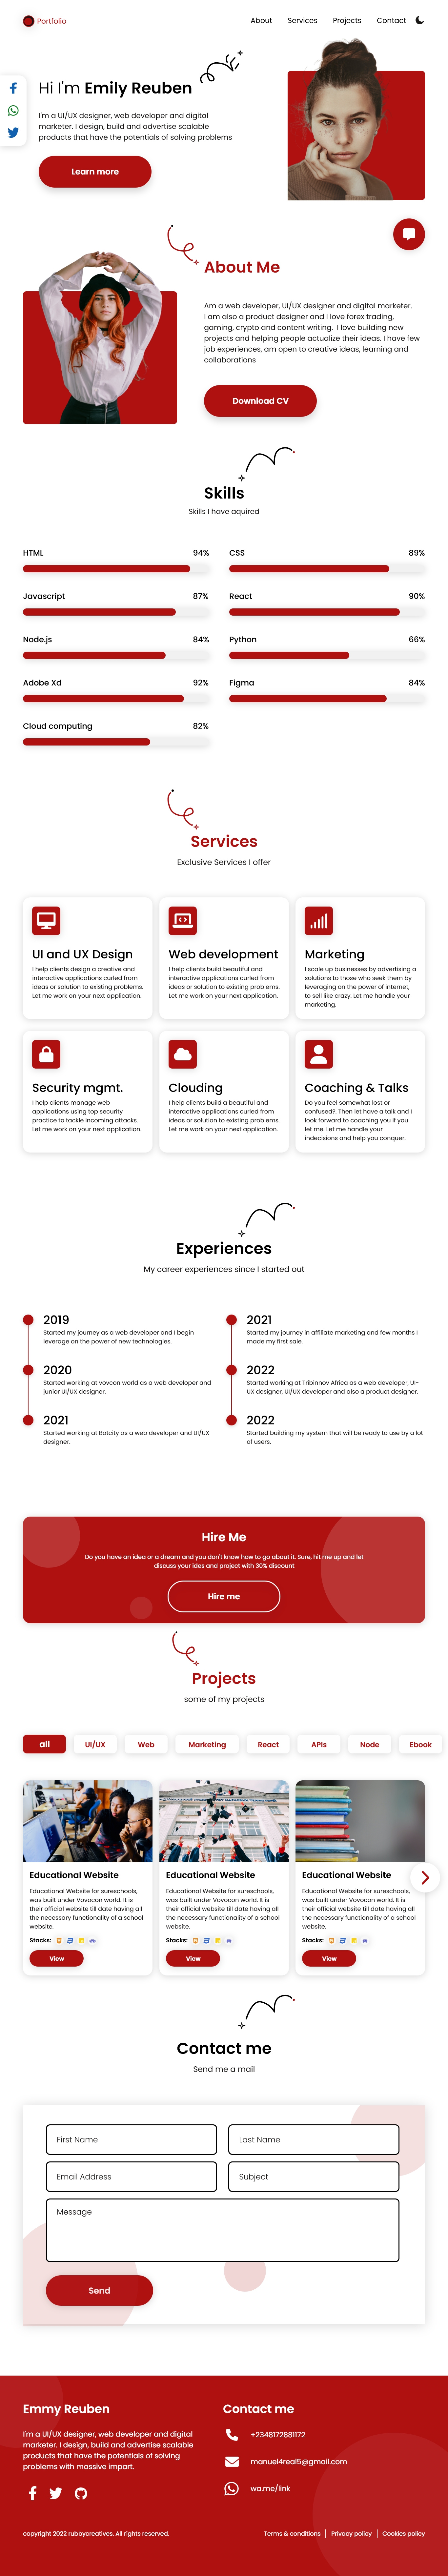 Portfolio
About
Services
Projects
Contact
Hi I'm Emily Reuben
I'm a UI/UX designer, web developer and digital
marketer. I design, build and advertise scalable
products that have the potentials of solving problems
Learn more
About Me
Am a web developer, UI/UX designer and digital marketer.
I am also a product designer and I love forex trading,
gaming, crypto and content writing. I love building new
projects and helping people actualize their ideas. I have few
job experiences, am open to creative ideas, learning and
collaborations
Download CV
Skills
Skills I have aquired
HTML 94%
CSS 89%
Javascript 87%
React 90%
Node.js 84%
Python 66%
Adobe Xd 92%
Figma 84%
Cloud computing 82%
Services
Exclusive Services I offer
UI and UX Design
I help clients design a creative and
interactive applications curled from
ideas or solution to existing problems.
Let me work on your next application.
Web development
I help clients build beautiful and
interactive applications curled from
ideas or solution to existing problems.
Let me work on your next application.
Marketing
I scale up businesses by advertising a
solutions to those who seek them by
leveraging on the power of internet,
to sell like crazy. Let me handle your
marketing.
Security mgmt.
I help clients manage web
applications using top security
practice to tackle incoming attacks.
Let me work on your next application.
Clouding
I help clients build a beautiful and
interactive applications curled from
ideas or solution to existing problems.
Let me work on your next application.
Coaching & Talks
Do you feel somewhat lost or
confused?. Then let have a talk and I
look forward to coaching you if you
let me. Let me handle your
indecisions and help you conquer.
Experiences
My career experiences since I started out
2019
Started my journey as a web developer and I begin
leverage on the power of new technologies.
2020
Started working at vovcon world as a web developer and
junior UI/UX designer.
2021
Started working at Botcity as a web developer and UI/UX
designer.
2021
Started my journey in affiliate marketing and few months I
made my first sale.
2022
Started working at Tribinnov Africa as a web developer, UI-
UX designer, UI/UX developer and also a product designer.
2022
Started building my system that will be ready to use by a lot
of users.
Hire Me
Do you have an idea or a dream and you don't know how to go about it. Sure, hit me up and let
discuss your ides and project with 30% discount
Hire me
Projects
some of my projects
all
UI/UX
Web
Marketing
React
APIs
Node
Ebook
Educational Website
Educational Website for sureschools,
was built under Vovocon world. It is
their official website till date having all
the necessary functionality of a school
website.
Stacks:
View
Educational Website
Educational Website for sureschools,
was built under Vovocon world. It is
their official website till date having all
the necessary functionality of a school
website.
Stacks:
View
Educational Website
Educational Website for sureschools,
was built under Vovocon world. It is
their official website till date having all
the necessary functionality of a school
website.
Stacks:
View
Contact me
Send me a mail
First Name
Last Name
Email Address
Subject
Message
Send
Emmy Reuben
I'm a UI/UX designer, web developer and digital
marketer. I design, build and advertise scalable
products that have the potentials of solving
problems with massive impart.
Contact me
+2348172881172
manuel4real5@gmail.com
wa.me/link
copyright 2022 rubbycreatives. All rights reserved.
Terms & conditions | Privacy policy | Cookies policy